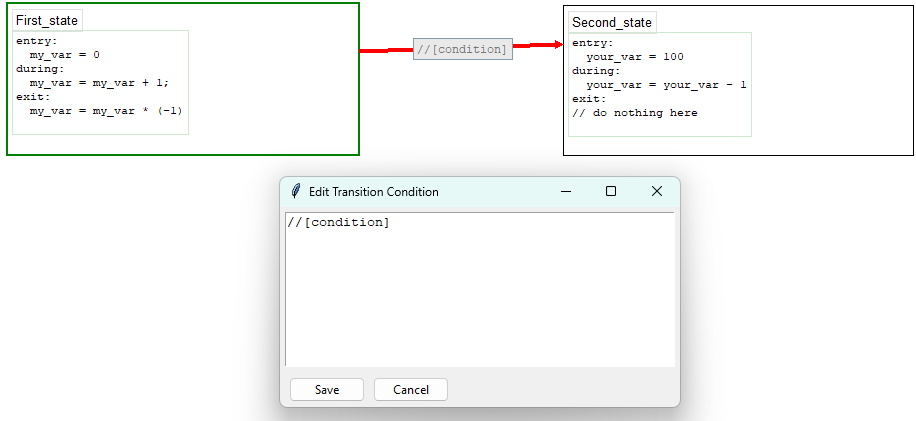 First_state
entry:
  my_var = 0
during:
  my_var = my_var + 1;
exit:
  my_var = my_var * (-1)
//[condition]
Second_state
entry:
  your_var = 100
during:
  your_var = your_var - 1
exit:
// do nothing here
Edit Transition Condition
//[condition]
Save
Cancel